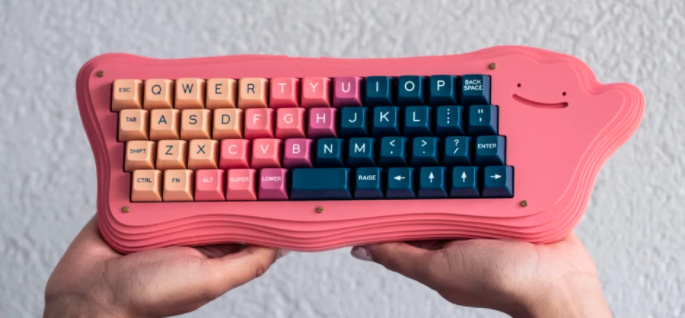 ESC Q W E R T Y U I O P BACK SPACE
TAB A S D F G H J K L : ; " '
SHIFT Z X C V B N M < , > . ? / ENTER
CTRL FN ALT SUPER LOWER RAISE ← ↑ ↑ →